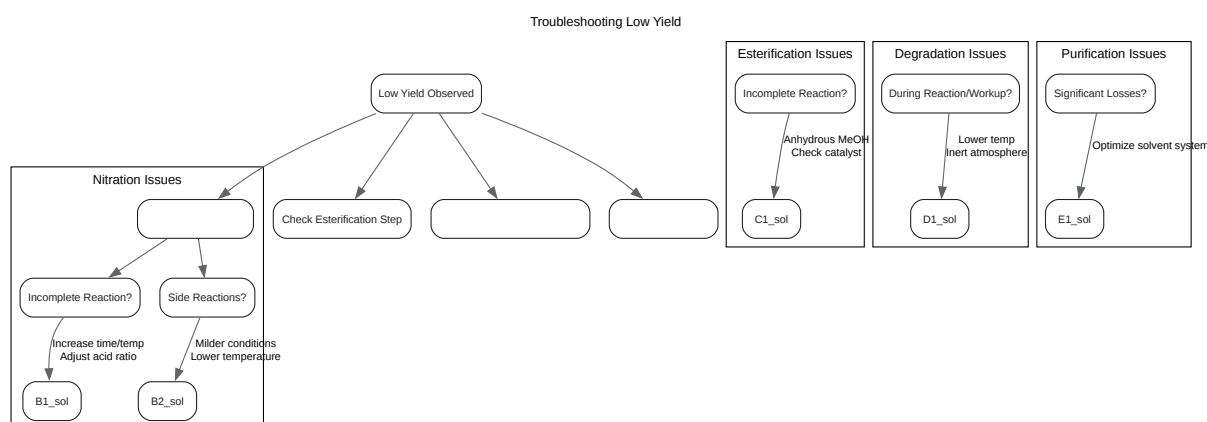 Troubleshooting Low Yield
Esterification Issues
Degradation Issues
Purification Issues
Low Yield Observed
Incomplete Reaction?
During Reaction/Workup?
Significant Losses?
Anhydrous MeOH
Check catalyst
Lower temp
Inert atmosphere
Optimize solvent system
Nitration Issues
Check Esterification Step
C1_sol
D1_sol
E1_sol
Incomplete Reaction?
Side Reactions?
Increase time/temp
Adjust acid ratio
Milder conditions
Lower temperature
B1_sol
B2_sol